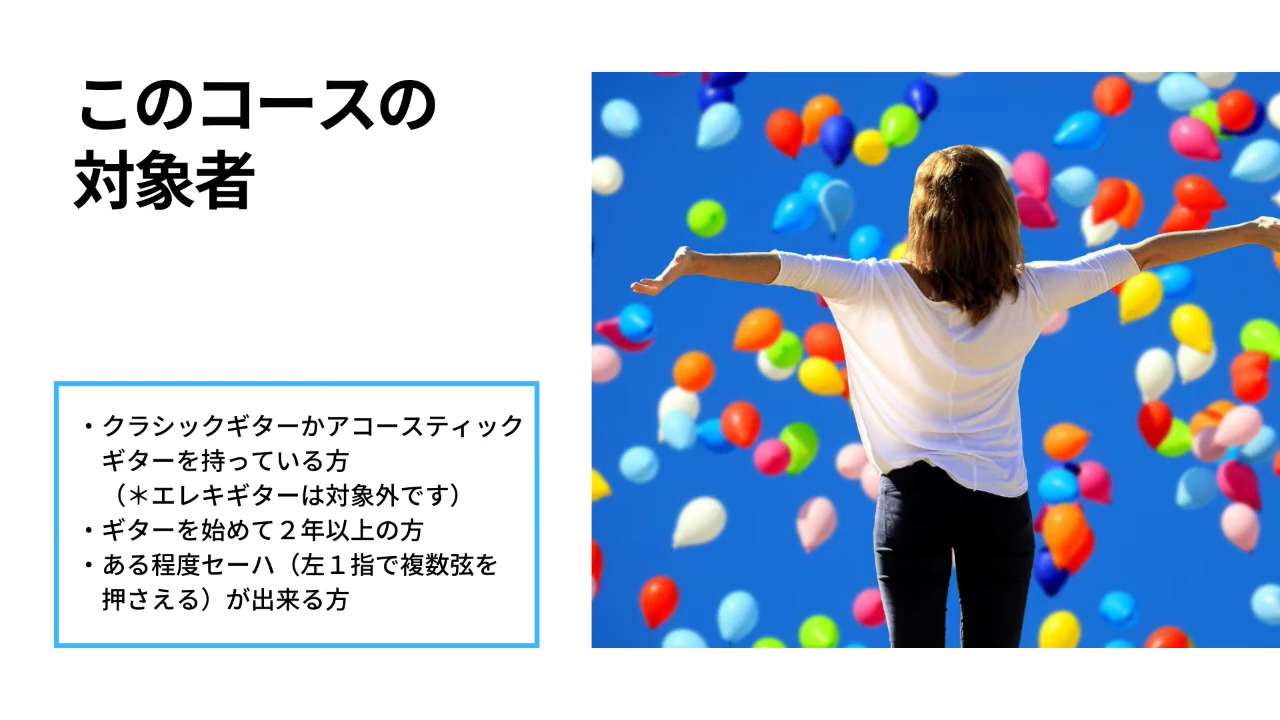 このコースの
対象者
・クラシックギターかアコースティック
ギターを持っている方
（＊エレキギターは対象外です）
・ギターを始めて２年以上の方
・ある程度セーハ（左１指で複数弦を
押さえる）が出来る方